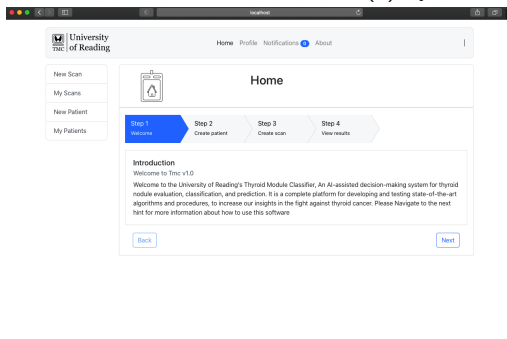 localhost
University
TMC of Reading
Home Profile Notifications 0 About
New Scan
My Scans
New Patient
My Patients
Home
Step 1
Welcome
Step 2
Create patient
Step 3
Create scan
Step 4
View results
Introduction
Welcome to Tmc v1.0
Welcome to the University of Reading's Thyroid Module Classifier, An AI-assisted decision-making system for thyroid
nodule evaluation, classification, and prediction. It is a complete platform for developing and testing state-of-the-art
algorithms and procedures, to increase our insights in the fight against thyroid cancer. Please Navigate to the next
hint for more information about how to use this software
Back
Next